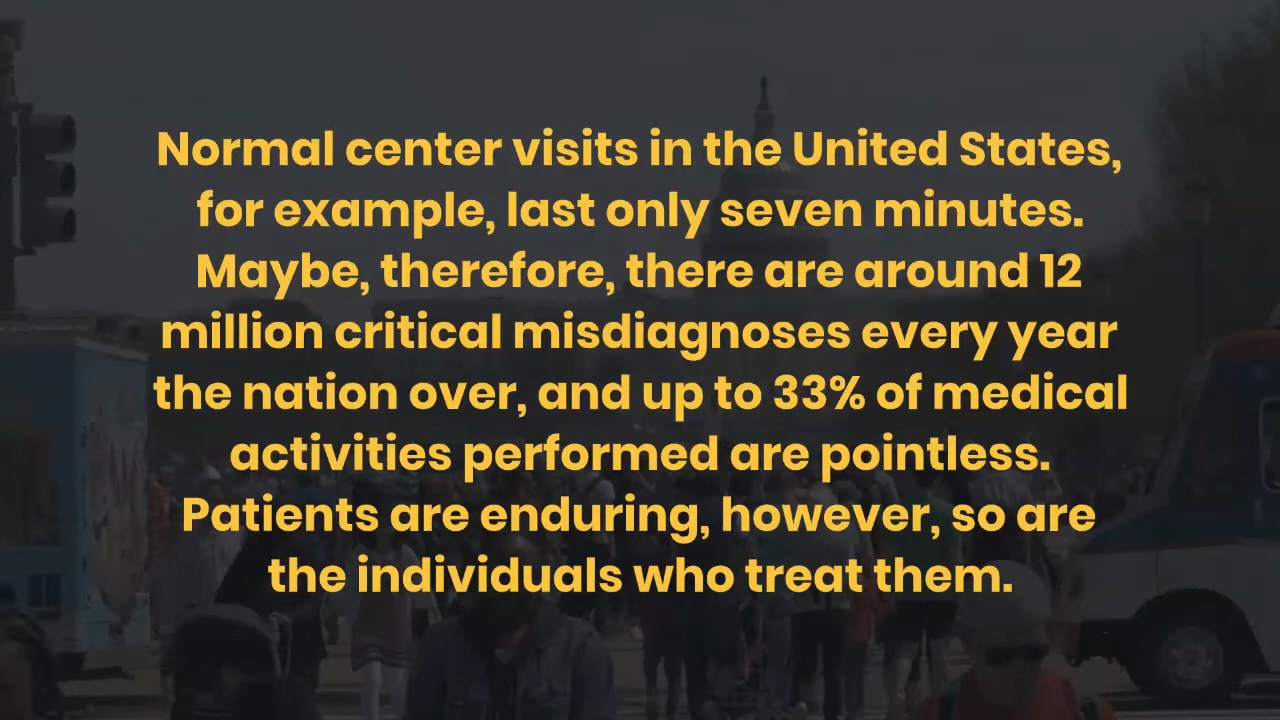 Normal center visits in the United States,
for example, last only seven minutes.
Maybe, therefore, there are around 12
million critical misdiagnoses every year
the nation over, and up to 33% of medical
activities performed are pointless.
Patients are enduring, however, so are
the individuals who treat them.